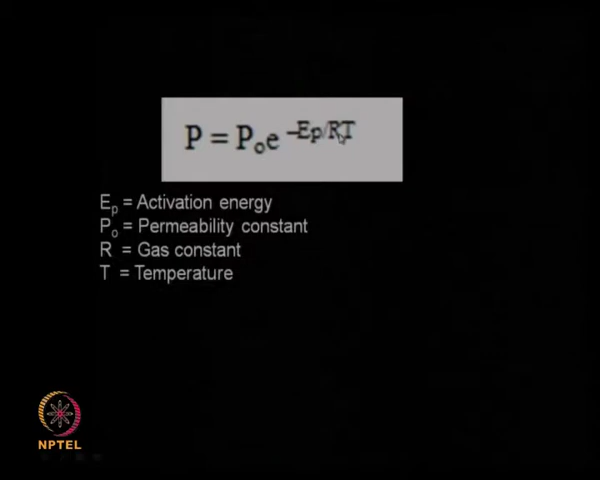 P = Poe –Ep/RT
Ep = Activation energy
Po = Permeability constant
R = Gas constant
T = Temperature
NPTEL